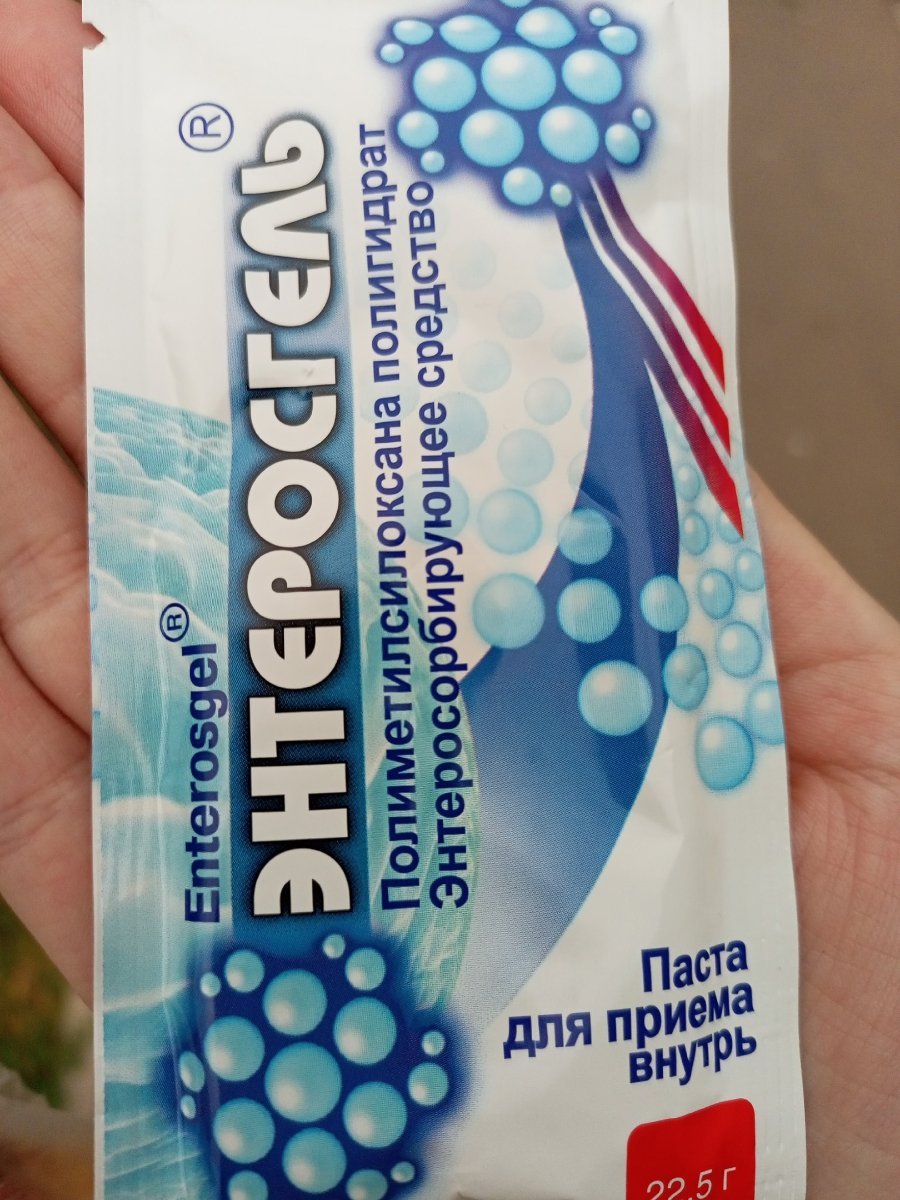 Enterosgel®
ЭНТЕРОСГЕЛЬ®
Полиметилсилоксана полигидрат
Энтеросорбирующее средство
Паста
для приема
внутрь
22,5 г